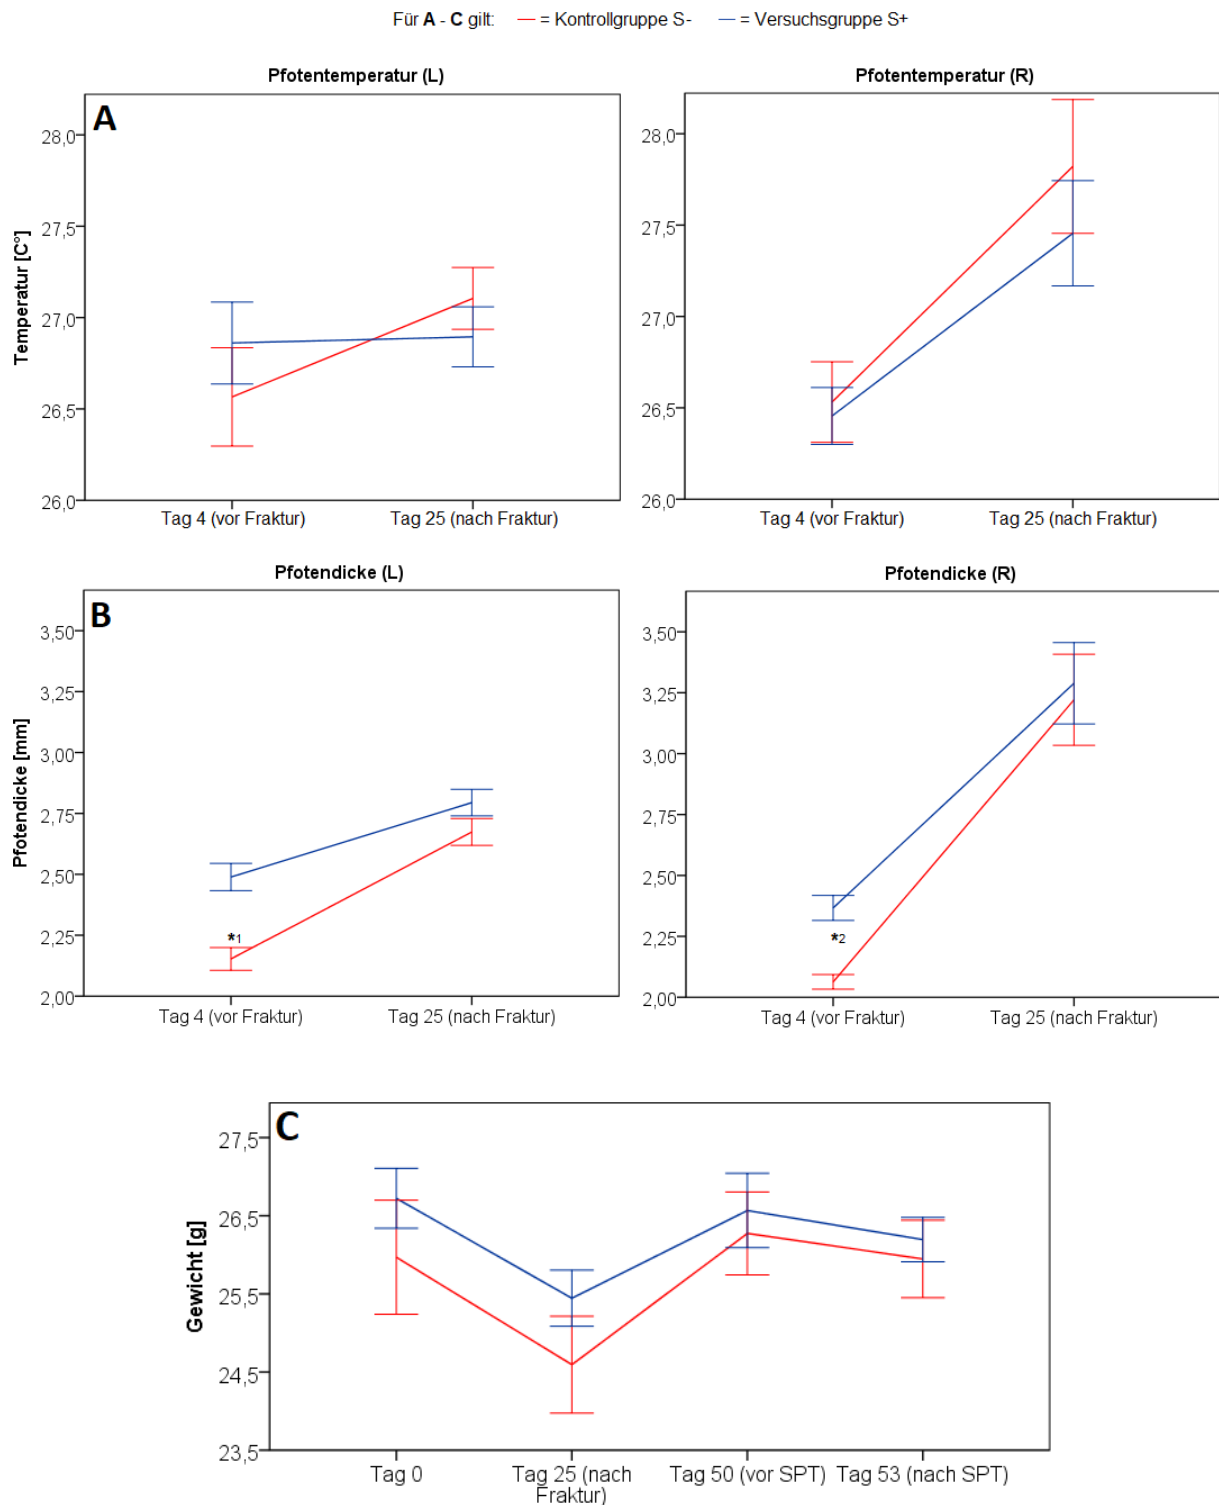 Für A - C gilt: — = Kontrollgruppe S- — = Versuchsgruppe S+
Pfotentemperatur (L)
A
Temperatur [C°]
28,0
27,5
27,0
26,5
26,0
Tag 4 (vor Fraktur) Tag 25 (nach Fraktur)
Pfotentemperatur (R)
28,0
27,5
27,0
26,5
26,0
Tag 4 (vor Fraktur) Tag 25 (nach Fraktur)
Pfotendicke (L)
B
Pfotendicke [mm]
3,50
3,25
3,00
2,75
2,50
2,25
2,00
*1
Tag 4 (vor Fraktur) Tag 25 (nach Fraktur)
Pfotendicke (R)
3,50
3,25
3,00
2,75
2,50
2,25
2,00
*2
Tag 4 (vor Fraktur) Tag 25 (nach Fraktur)
C
Gewicht [g]
27,5
26,5
25,5
24,5
23,5
Tag 0 Tag 25 (nach Tag 50 (vor SPT) Tag 53 (nach SPT)
Fraktur)